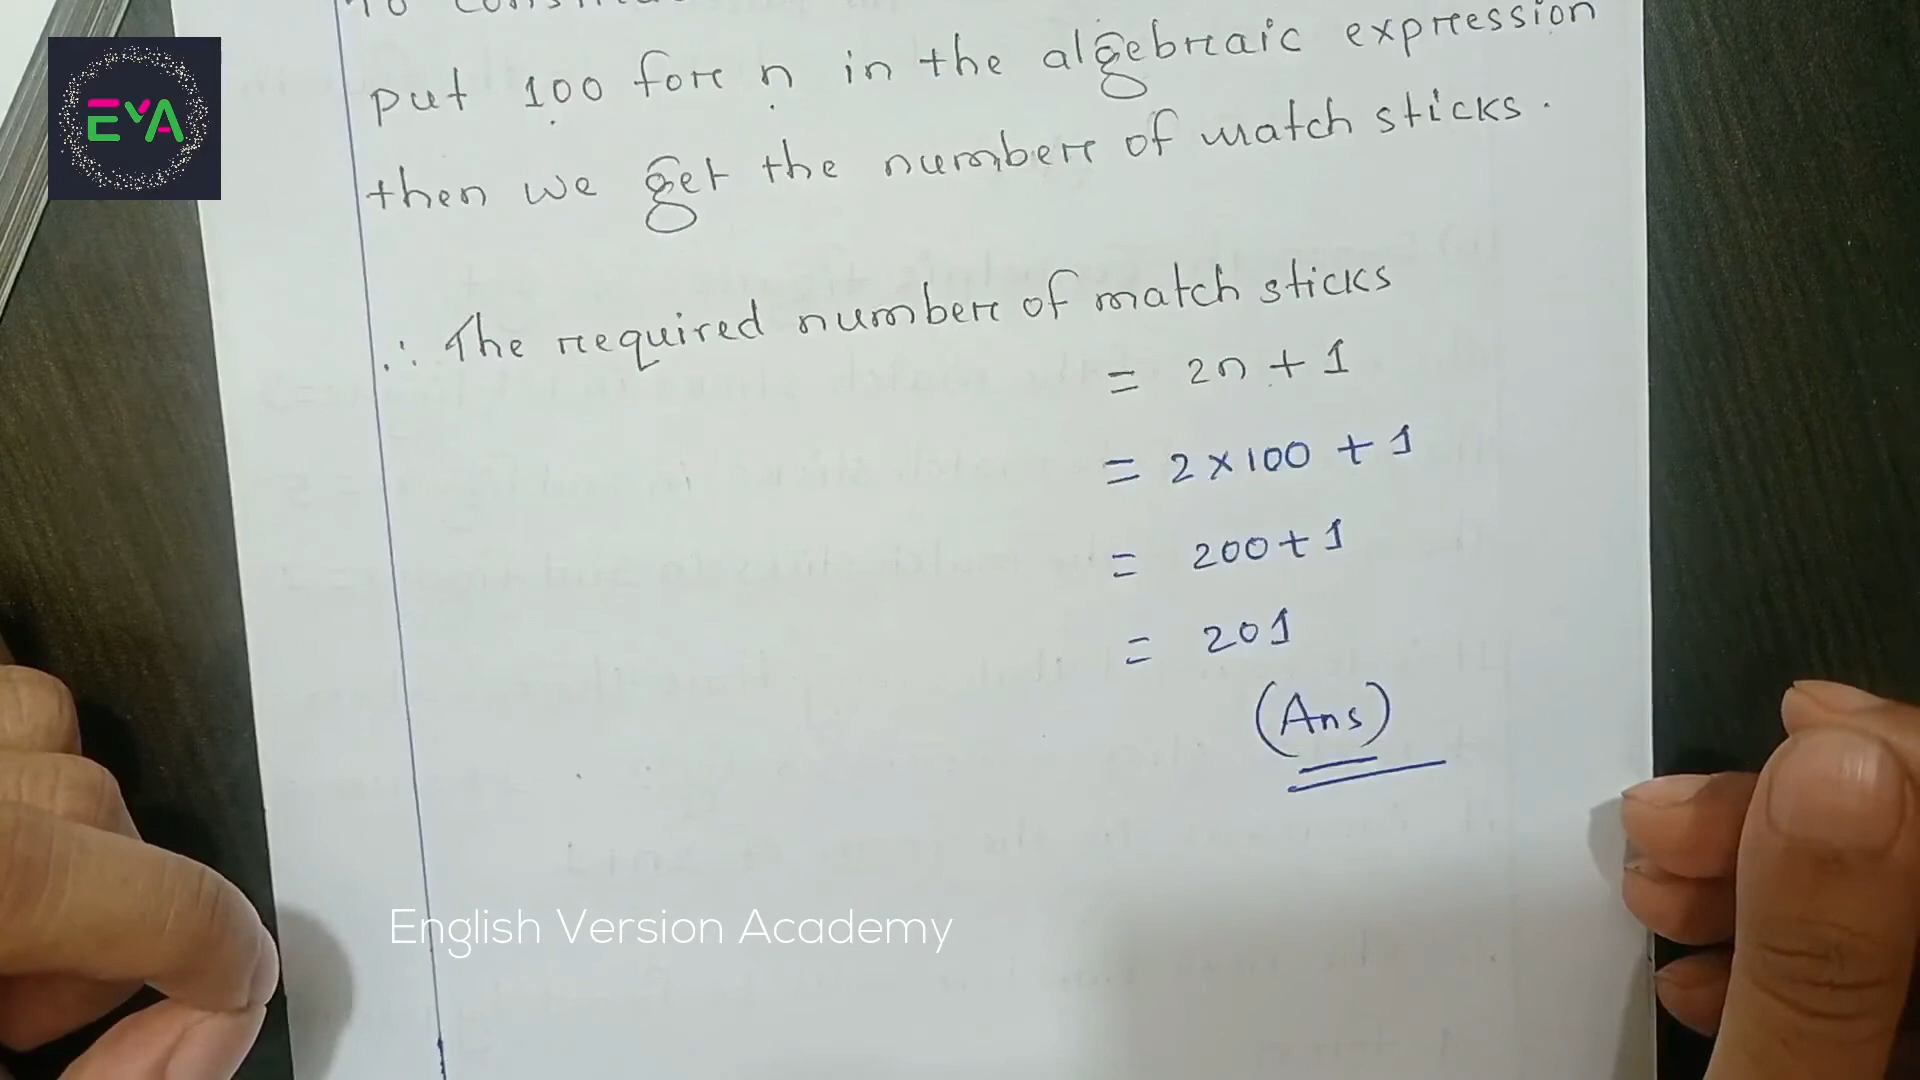 EVA
put 100 for n in the algebraic expression
then we get the number of match sticks.
∴ The required number of match sticks
= 2n + 1
= 2 × 100 + 1
= 200 + 1
= 201
(Ans)
English Version Academy